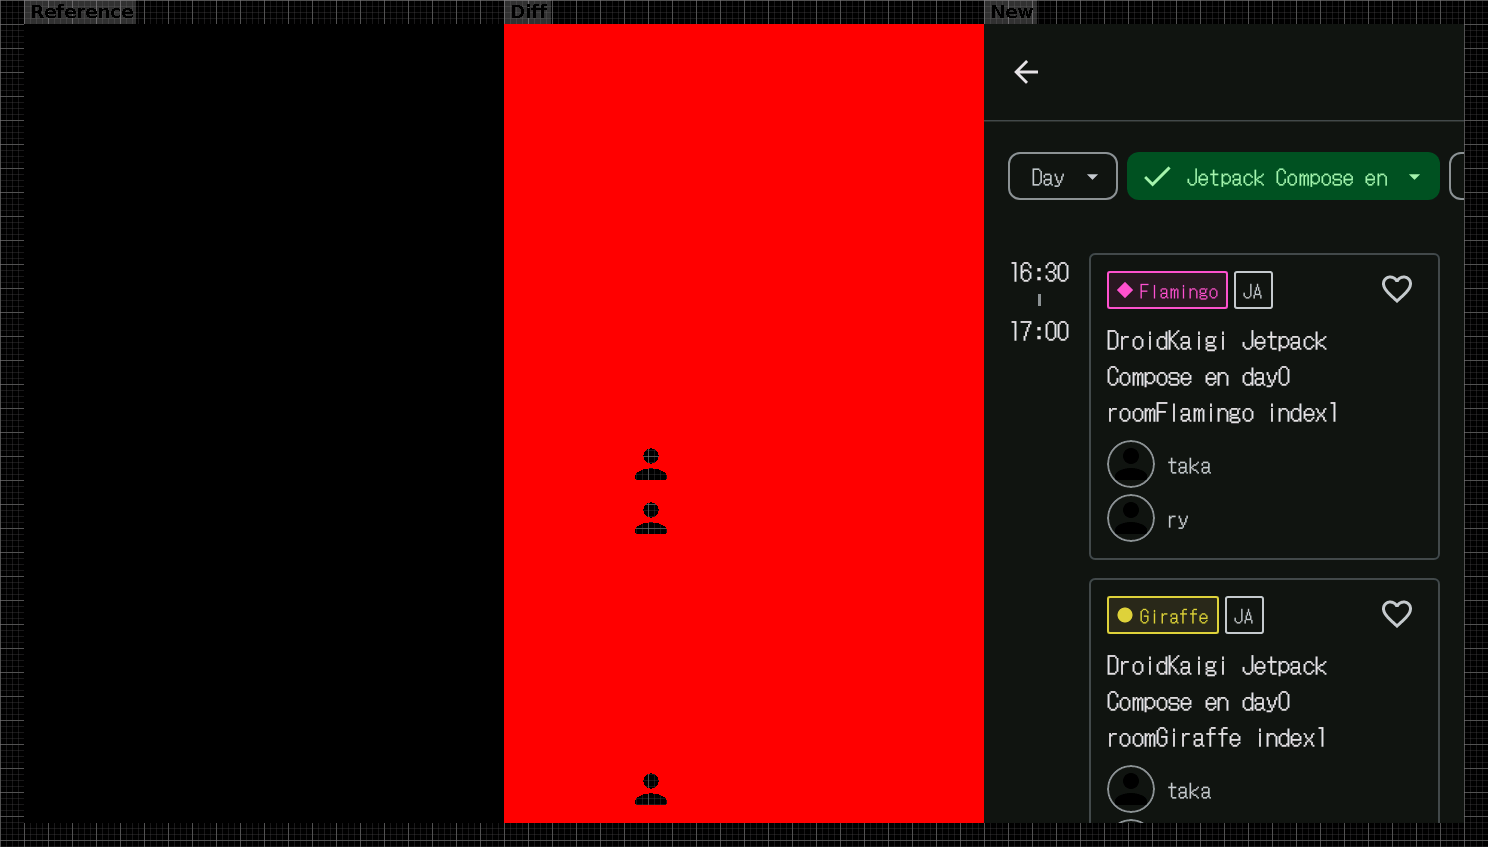 Reference
Diff
New
Day
Jetpack Compose en
16:30
17:00
Flamingo
JA
DroidKaigi Jetpack
Compose en day0
roomFlamingo index1
taka
ry
Giraffe
JA
DroidKaigi Jetpack
Compose en day0
roomGiraffe index1
taka